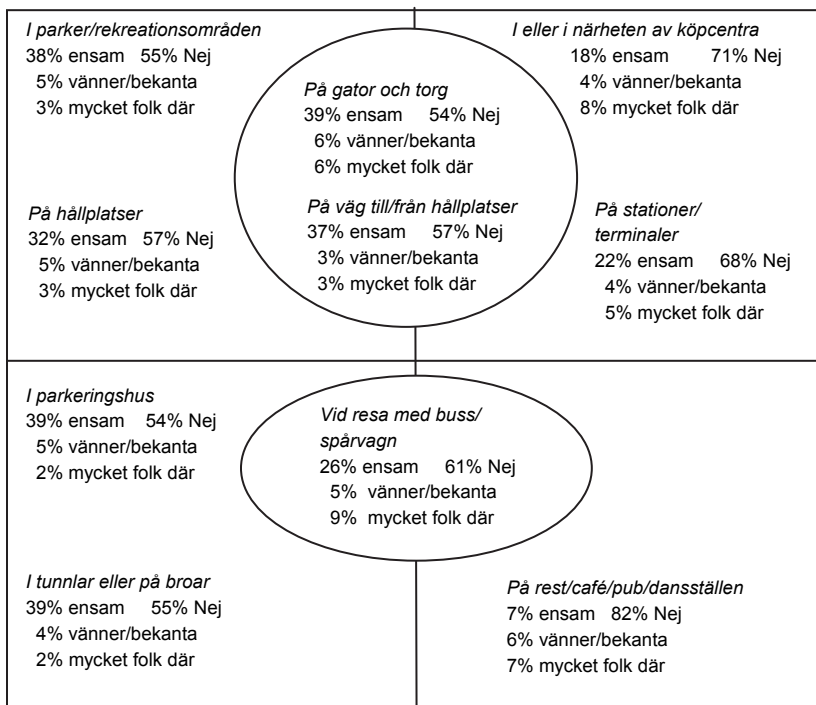 I parker/rekreationsområden
38% ensam 55% Nej
5% vänner/bekanta
3% mycket folk där
I eller i närheten av köpcentra
18% ensam 71% Nej
4% vänner/bekanta
8% mycket folk där
På gator och torg
39% ensam 54% Nej
6% vänner/bekanta
6% mycket folk där
På hållplatser
32% ensam 57% Nej
5% vänner/bekanta
3% mycket folk där
På väg till/från hållplatser
37% ensam 57% Nej
3% vänner/bekanta
3% mycket folk där
På stationer/
terminaler
22% ensam 68% Nej
4% vänner/bekanta
5% mycket folk där
I parkeringshus
39% ensam 54% Nej
5% vänner/bekanta
2% mycket folk där
Vid resa med buss/
spårvagn
26% ensam 61% Nej
5% vänner/bekanta
9% mycket folk där
I tunnlar eller på broar
39% ensam 55% Nej
4% vänner/bekanta
2% mycket folk där
På rest/café/pub/dansställen
7% ensam 82% Nej
6% vänner/bekanta
7% mycket folk där